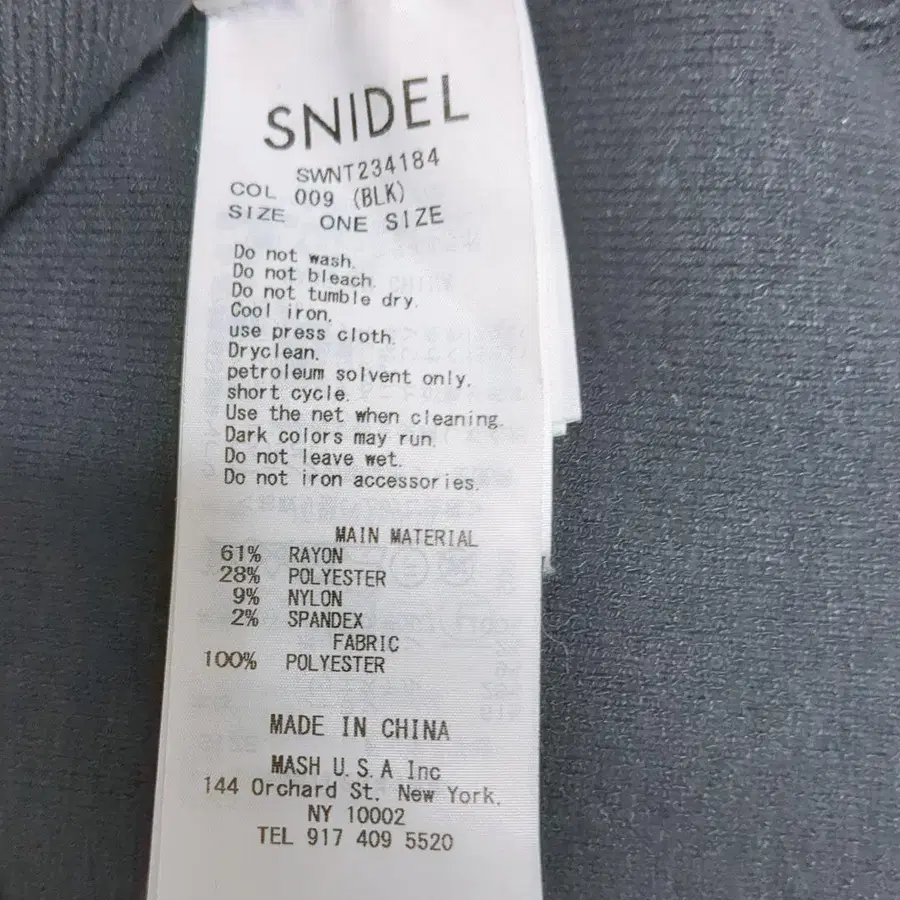 SNIDEL
SWNT234184
COL 009 (BLK)
SIZE ONE SIZE
Do not wash.
Do not bleach.
Do not tumble dry.
Cool iron,
use press cloth.
Dryclean.
petroleum solvent only.
short cycle.
Use the net when cleaning.
Dark colors may run.
Do not leave wet.
Do not iron accessories.
MAIN MATERIAL
61% RAYON
28% POLYESTER
9% NYLON
2% SPANDEX
FABRIC
100% POLYESTER
MADE IN CHINA
MASH U.S.A Inc
144 Orchard St. New York,
NY 10002
TEL 917 409 5520